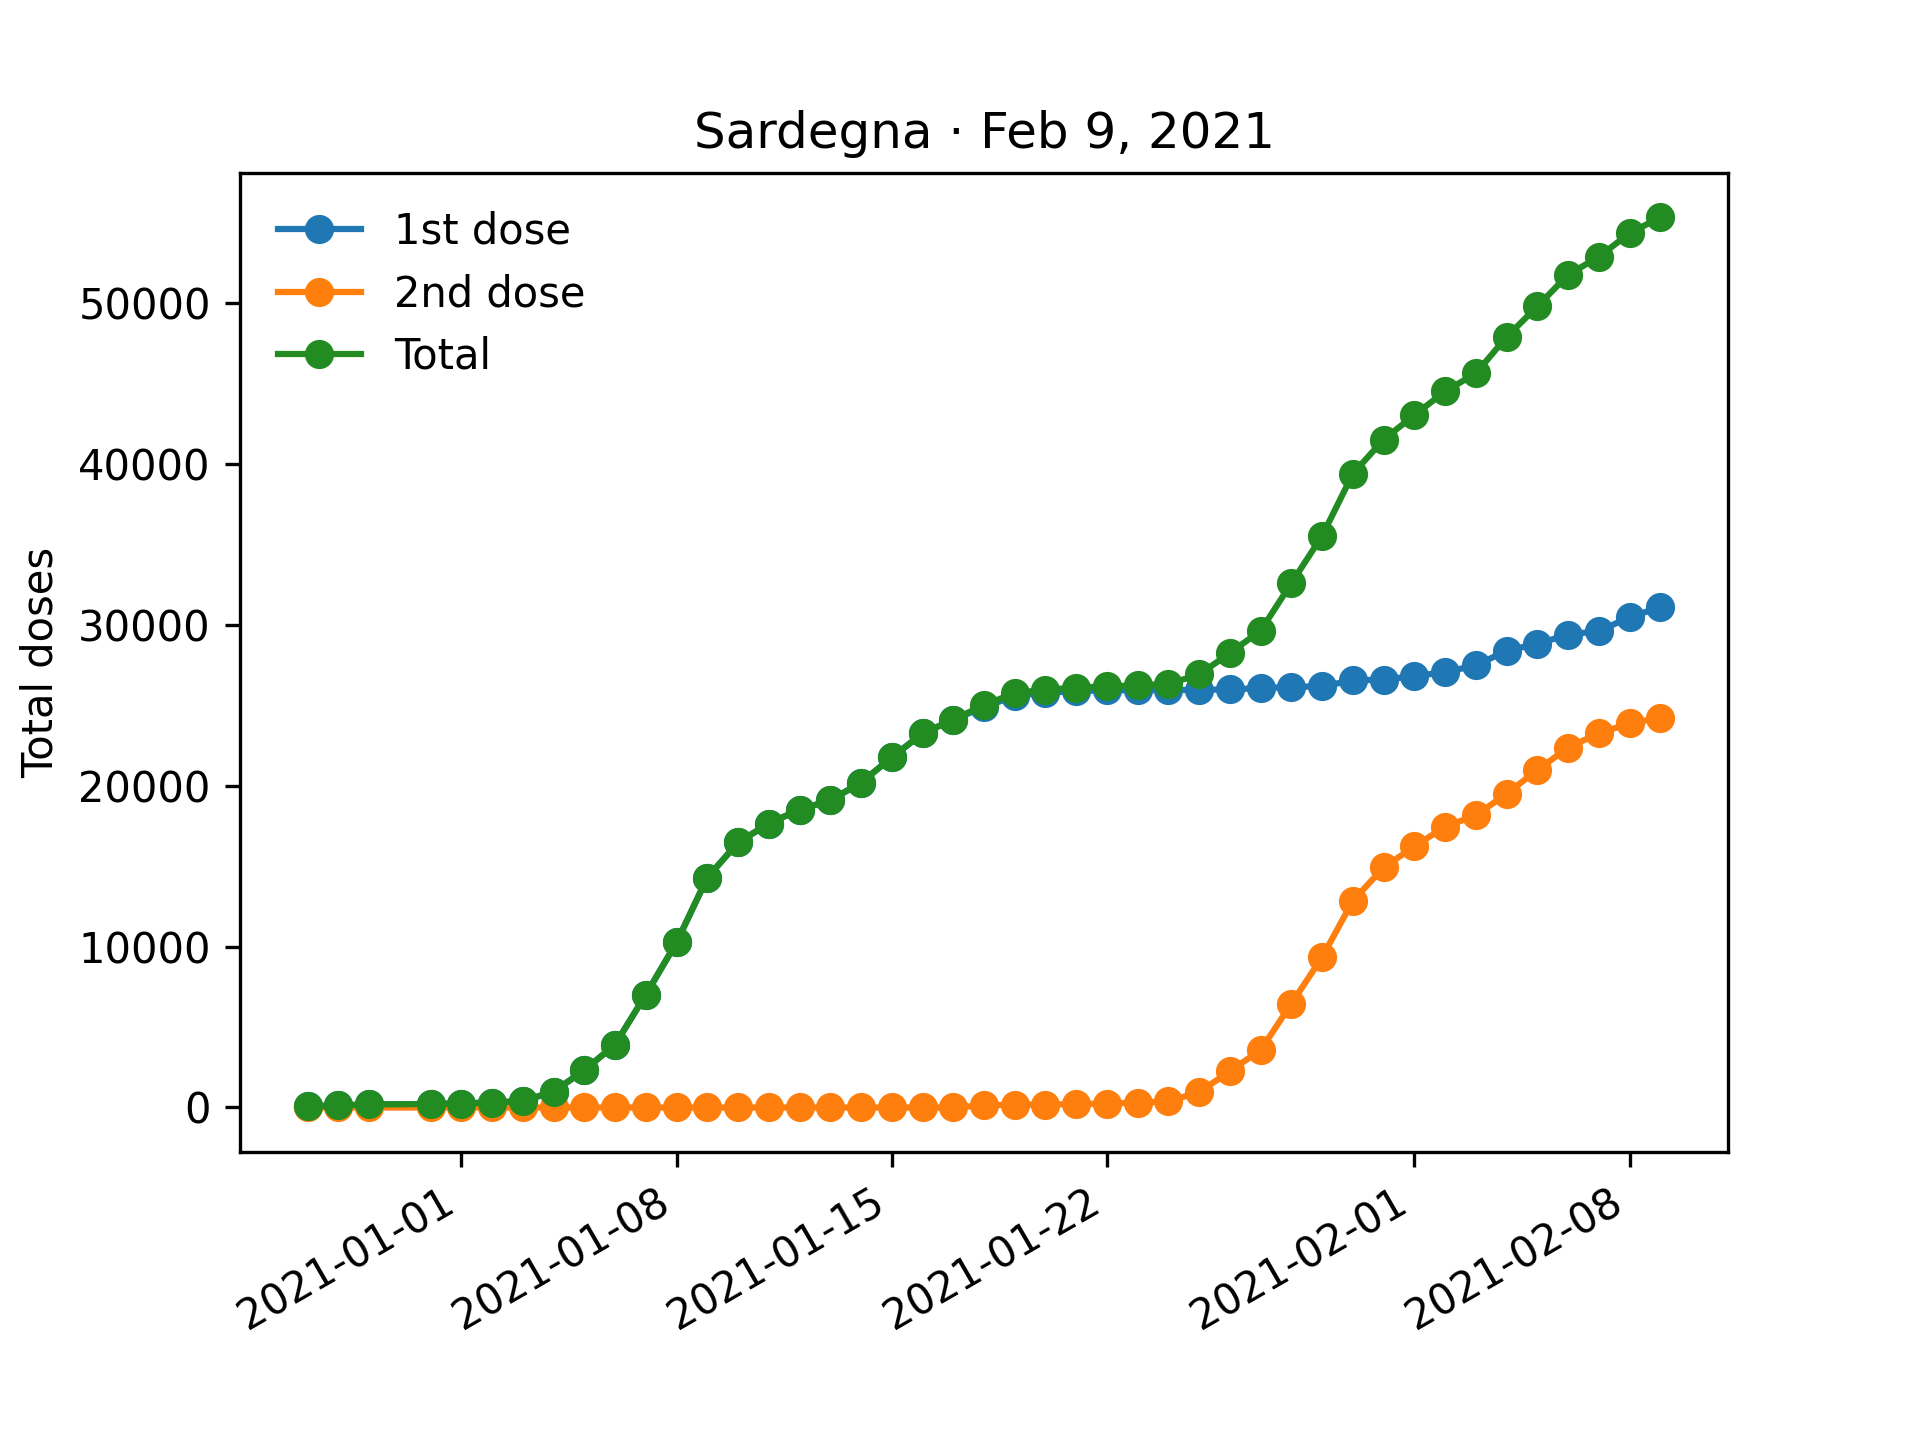 Sardegna · Feb 9, 2021
1st dose
2nd dose
Total
Total doses
50000
40000
30000
20000
10000
0
2021-01-01
2021-01-08
2021-01-15
2021-01-22
2021-02-01
2021-02-08